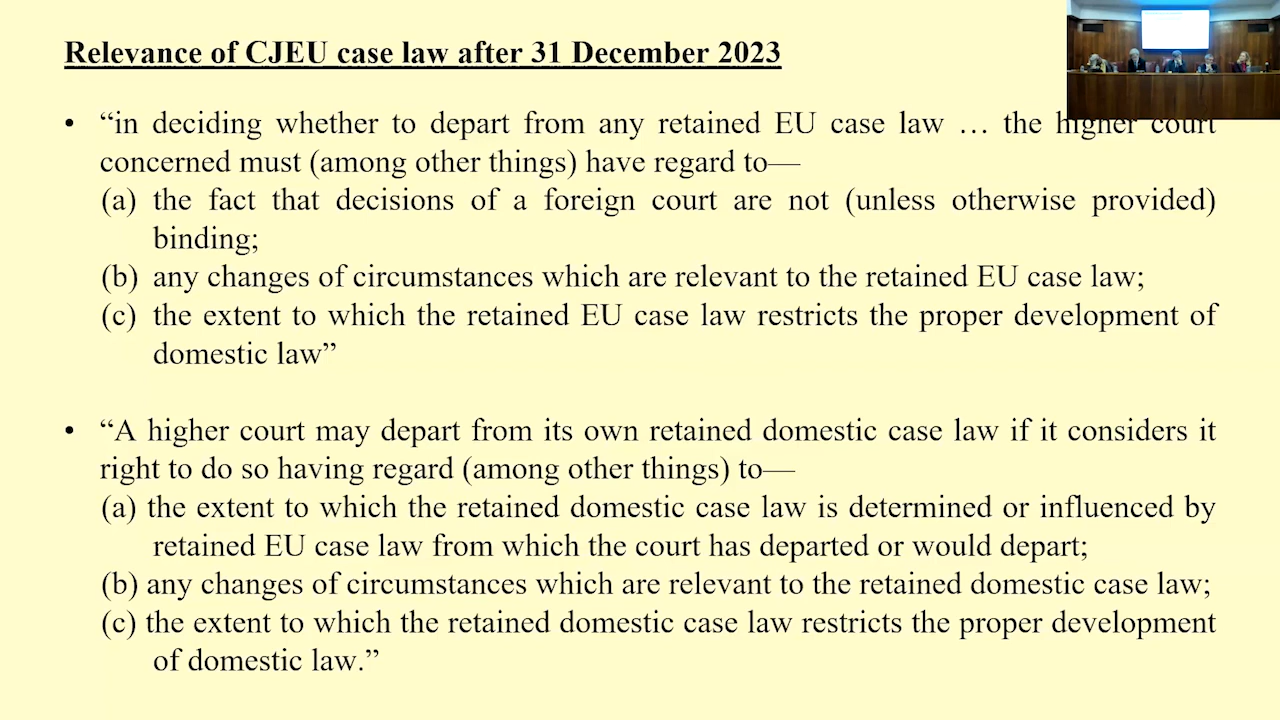 Relevance of CJEU case law after 31 December 2023
• “in deciding whether to depart from any retained EU case law … the higher court
concerned must (among other things) have regard to—
(a) the fact that decisions of a foreign court are not (unless otherwise provided)
binding;
(b) any changes of circumstances which are relevant to the retained EU case law;
(c) the extent to which the retained EU case law restricts the proper development of
domestic law”
• “A higher court may depart from its own retained domestic case law if it considers it
right to do so having regard (among other things) to—
(a) the extent to which the retained domestic case law is determined or influenced by
retained EU case law from which the court has departed or would depart;
(b) any changes of circumstances which are relevant to the retained domestic case law;
(c) the extent to which the retained domestic case law restricts the proper development
of domestic law.”